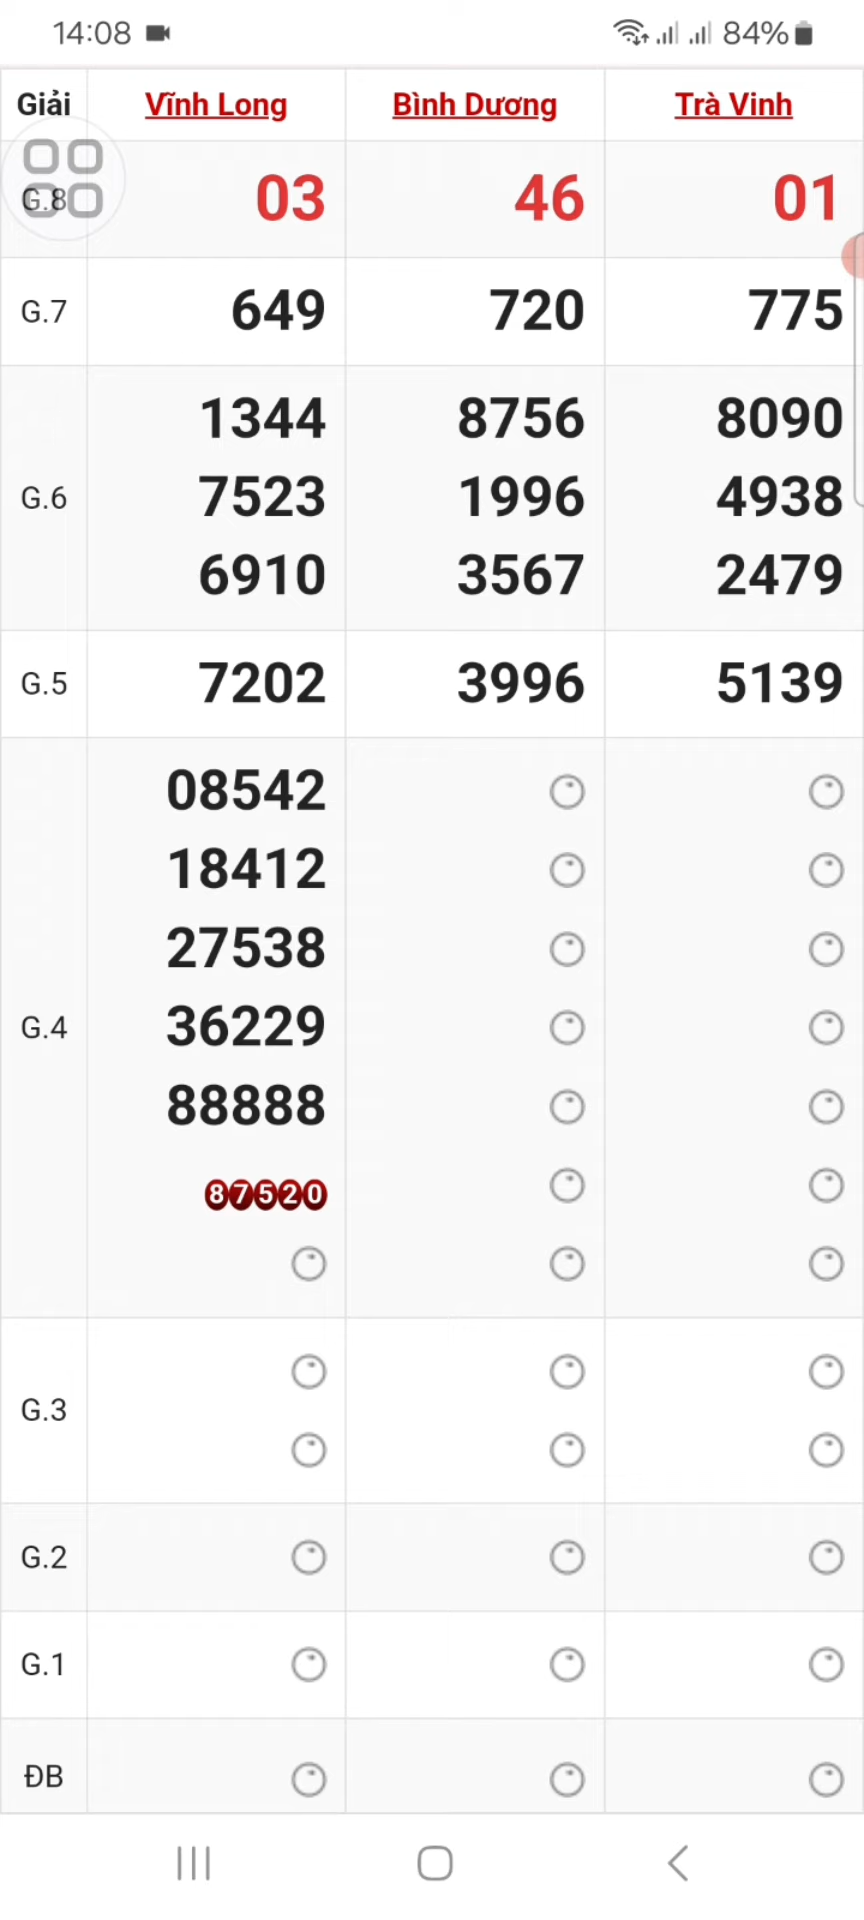 14:08 84%
Giải Vĩnh Long Bình Dương Trà Vinh
G.8 03 46 01
G.7 649 720 775
G.6
1344 8756 8090
7523 1996 4938
6910 3567 2479
G.5 7202 3996 5139
G.4
08542
18412
27538
36229
88888
87520
G.3
G.2
G.1
ĐB